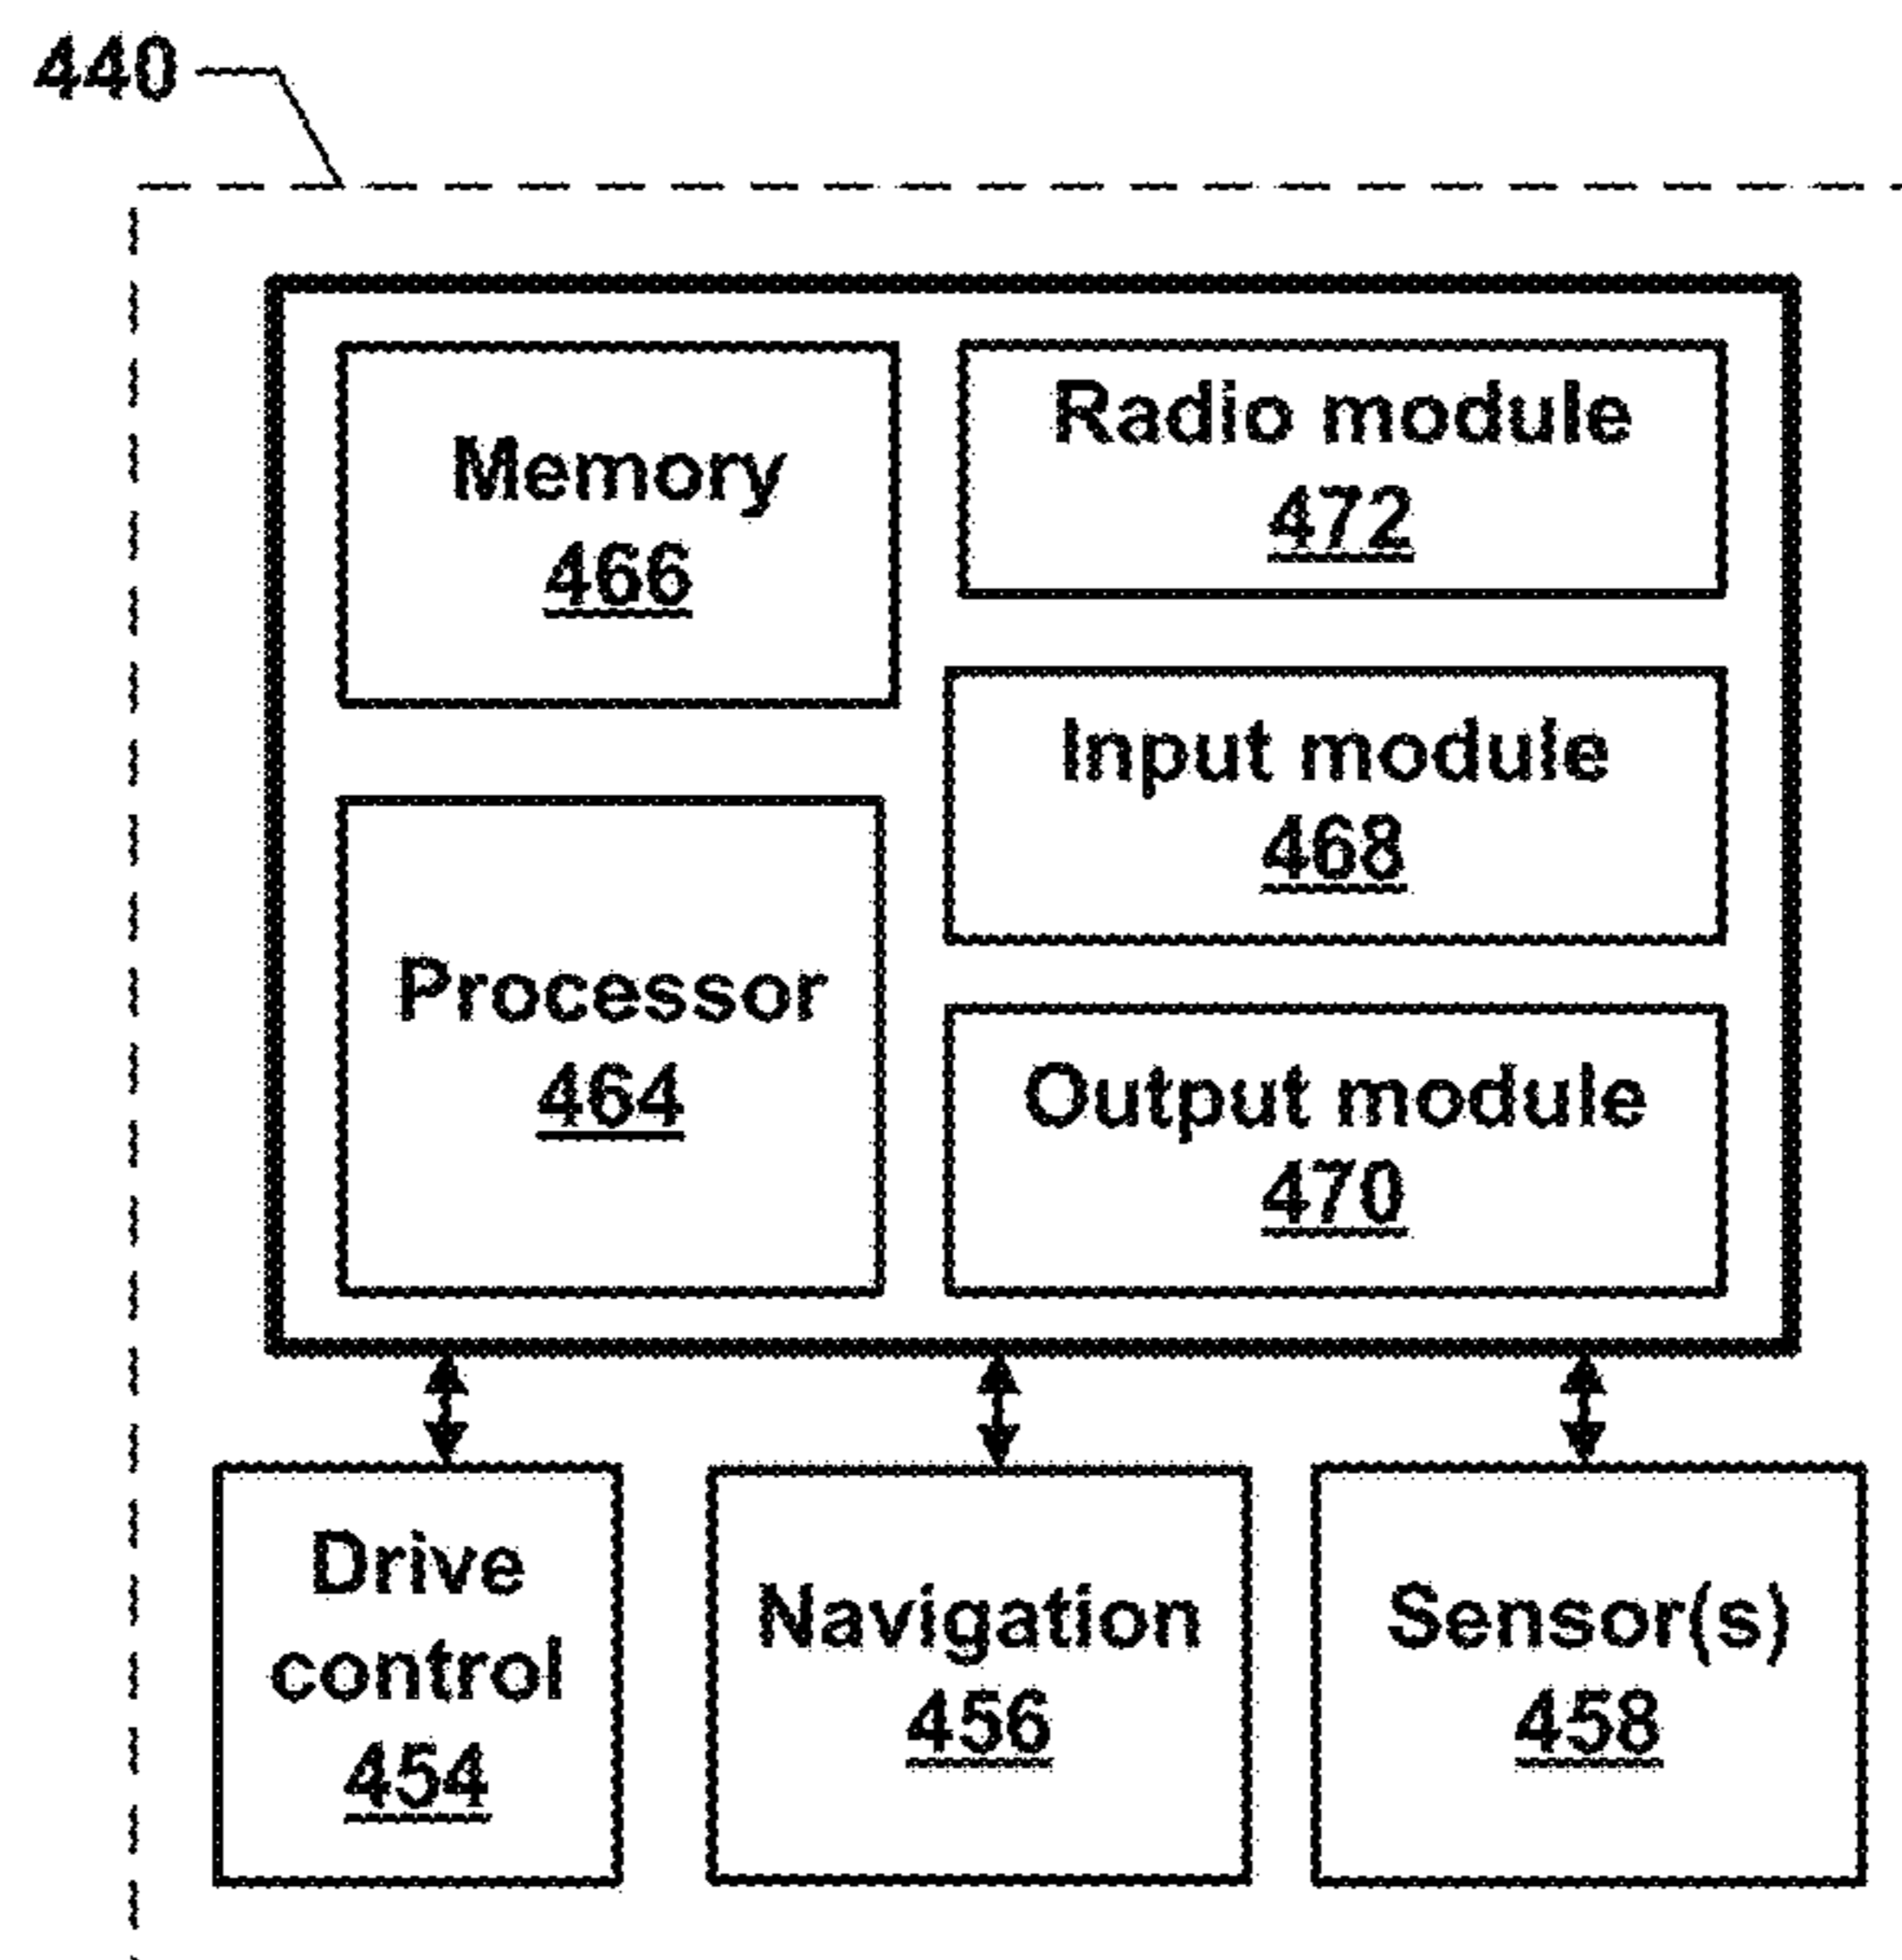 440
Memory
466
Radio module
472
Input module
468
Processor
464
Output module
470
Drive
control
454
Navigation
456
Sensor(s)
458